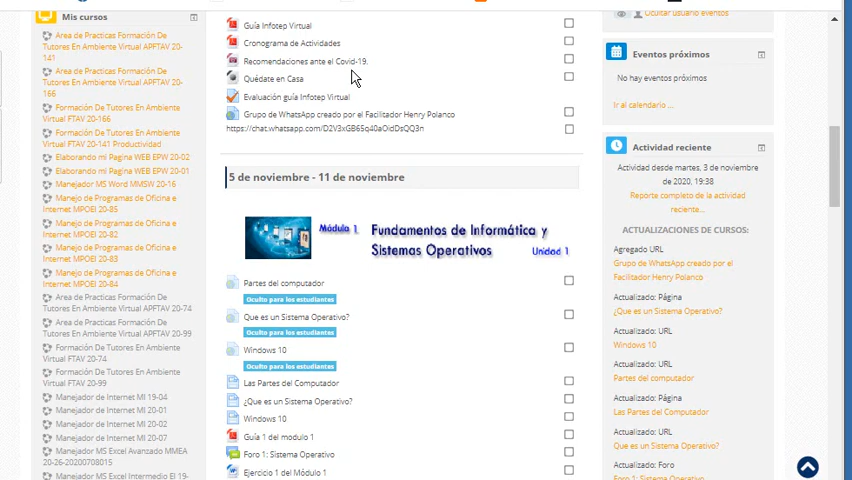 Mis cursos
Area de Practicas Formación De
Tutores En Ambiente Virtual APFTAV 20-
141
Area de Practicas Formación De
Tutores En Ambiente Virtual APFTAV 20-
166
Formación De Tutores En Ambiente
Virtual FTAV 20-166
Formación De Tutores En Ambiente
Virtual FTAV 20-141 Productividad
Elaborando mi Pagina WEB EPW 20-02
Elaborando mi Pagina WEB EPW 20-01
Manejador MS Word MMSW 20-16
Manejo de Programas de Oficina e
Internet MPOEI 20-85
Manejo de Programas de Oficina e
Internet MPOEI 20-82
Manejo de Programas de Oficina e
Internet MPOEI 20-83
Manejo de Programas de Oficina e
Internet MPOEI 20-84
Area de Practicas Formación De
Tutores En Ambiente Virtual APFTAV 20-74
Area de Practicas Formación De
Tutores En Ambiente Virtual APFTAV 20-99
Formación De Tutores En Ambiente
Virtual FTAV 20-74
Formación De Tutores En Ambiente
Virtual FTAV 20-99
Manejador de Internet MI 19-04
Manejador de Internet MI 20-01
Manejador de Internet MI 20-02
Manejador de Internet MI 20-07
Manejador MS Excel Avanzado MMEA
20-26-20200708015
Manejador MS Excel Intermedio EI 19-
Guía Infotep Virtual
Cronograma de Actividades
Recomendaciones ante el Covid-19.
Quédate en Casa
Evaluación guía Infotep Virtual
Grupo de WhatsApp creado por el Facilitador Henry Polanco
https://chat.whatsapp.com/D2V3xGB65q40aOidDsQQ3n
5 de noviembre - 11 de noviembre
Módulo 1
Fundamentos de Informática y
Sistemas Operativos
Unidad 1
Partes del computador
Oculto para los estudiantes
Que es un Sistema Operativo?
Oculto para los estudiantes
Windows 10
Oculto para los estudiantes
Las Partes del Computador
¿Que es un Sistema Operativo?
Windows 10
Guía 1 del modulo 1
Foro 1: Sistema Operativo
Ejercicio 1 del Módulo 1
Ocultar usuario eventos
Eventos próximos
No hay eventos próximos
Ir al calendario ...
Actividad reciente
Actividad desde martes, 3 de noviembre
de 2020, 19:38
Reporte completo de la actividad
reciente...
ACTUALIZACIONES DE CURSOS:
Agregado URL
Grupo de WhatsApp creado por el
Facilitador Henry Polanco
Actualizado: Página
¿Que es un Sistema Operativo?
Actualizado: URL
Windows 10
Actualizado: URL
Partes del computador
Actualizado: Página
Las Partes del Computador
Actualizado: URL
Que es un Sistema Operativo?
Actualizado: Foro
Foro 1: Sistema Operativo